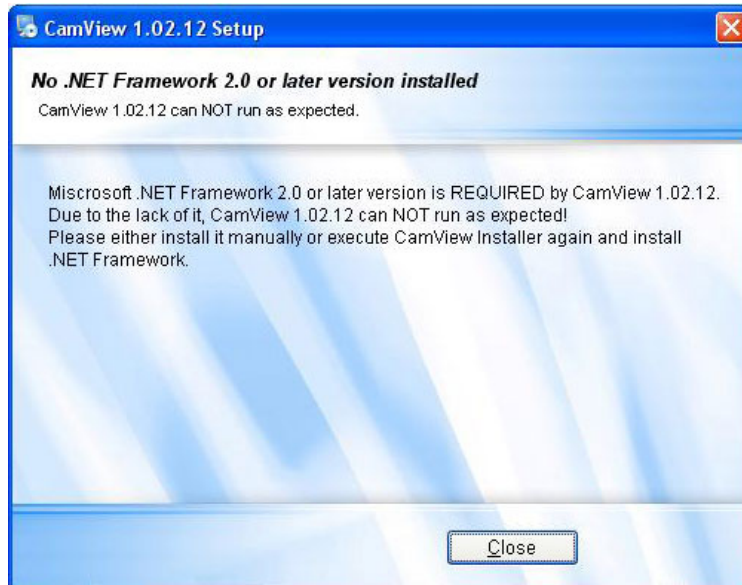 CamView 1.02.12 Setup
No .NET Framework 2.0 or later version installed
CamView 1.02.12 can NOT run as expected.
Miscrosoft .NET Framework 2.0 or later version is REQUIRED by CamView 1.02.12.
Due to the lack of it, CamView 1.02.12 can NOT run as expected!
Please either install it manually or execute CamView Installer again and install
.NET Framework.
Close